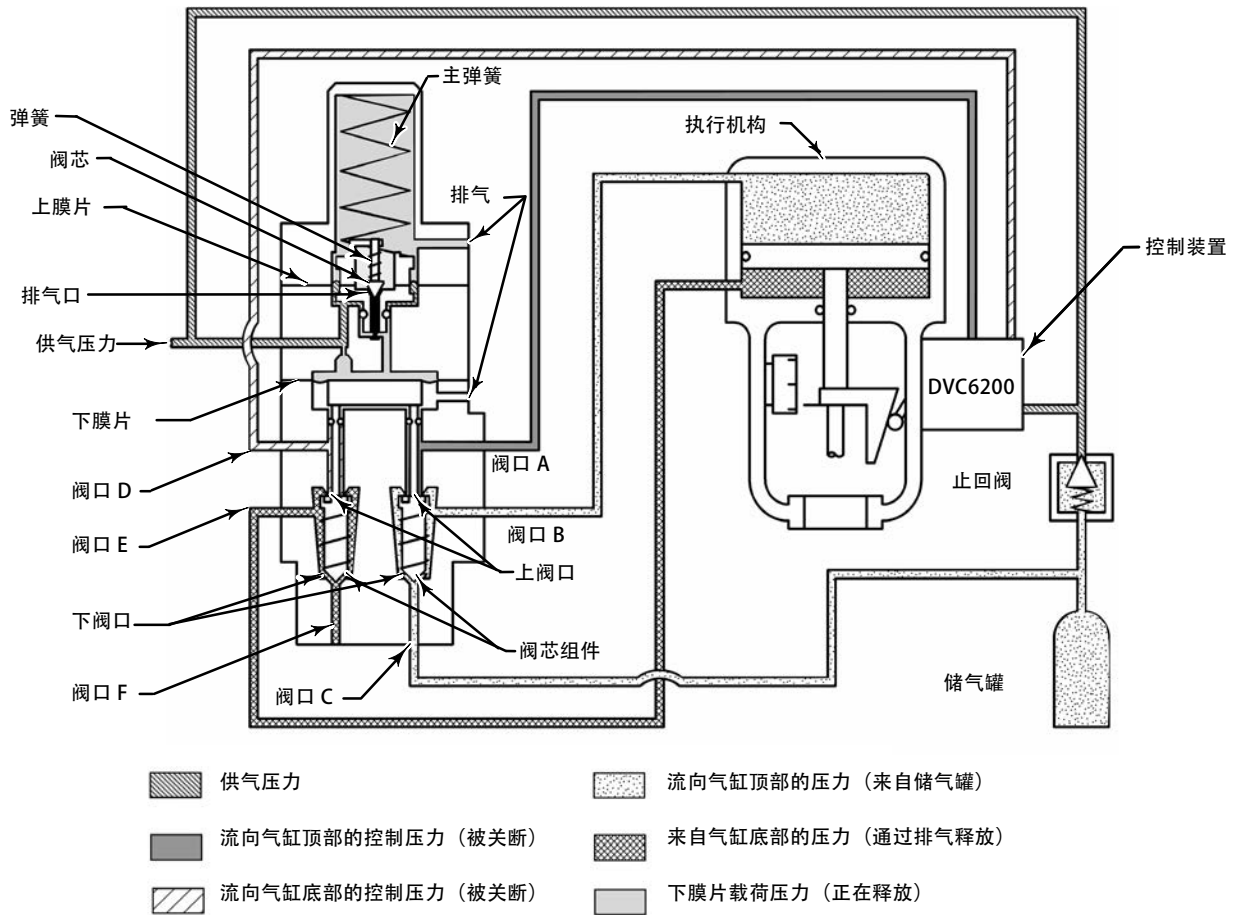 主弹簧
弹簧
执行机构
阀芯
排气
上膜片
控制装置
排气口
供气压力
DVC6200
下膜片
阀口 A
止回阀
阀口 D
阀口 B
阀口 E
上阀口
下阀口
阀芯组件
阀口 F
阀口 C
储气罐
供气压力
流向气缸顶部的压力（来自储气罐）
流向气缸顶部的控制压力（被关断）
来自气缸底部的压力（通过排气释放）
流向气缸底部的控制压力（被关断）
下膜片载荷压力（正在释放）